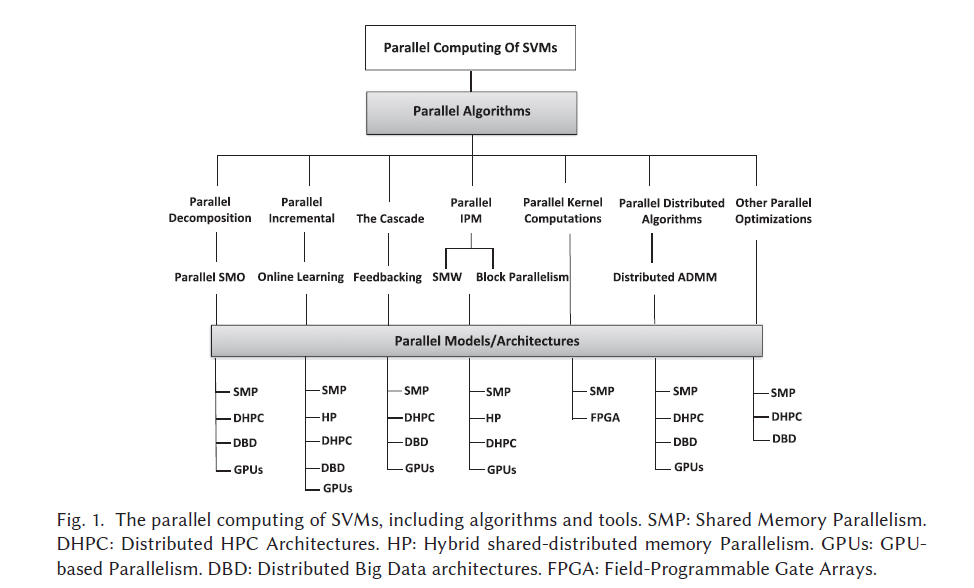 Parallel Computing Of SVMs
Parallel Algorithms
Parallel
Decomposition
Parallel
Incremental
The Cascade
Parallel
IPM
Parallel Kernel
Computations
Parallel Distributed
Algorithms
Other Parallel
Optimizations
Parallel SMO
Online Learning
Feedbacking
SMW
Block Parallelism
Distributed ADMM
Parallel Models/Architectures
SMP
DHPC
DBD
GPUs
SMP
HP
DHPC
DBD
GPUs
SMP
DHPC
DBD
GPUs
SMP
HP
DHPC
GPUs
SMP
FPGA
SMP
DHPC
DBD
GPUs
SMP
DHPC
DBD
Fig. 1. The parallel computing of SVMs, including algorithms and tools. SMP: Shared Memory Parallelism.
DHPC: Distributed HPC Architectures. HP: Hybrid shared-distributed memory Parallelism. GPUs: GPU-
based Parallelism. DBD: Distributed Big Data architectures. FPGA: Field-Programmable Gate Arrays.